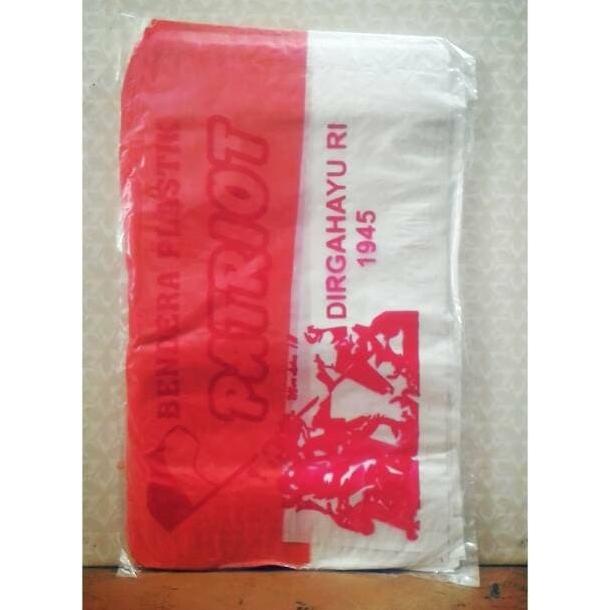 BENDERA PLASTIK
PATRIOT
DIRGAHAYU RI
1945